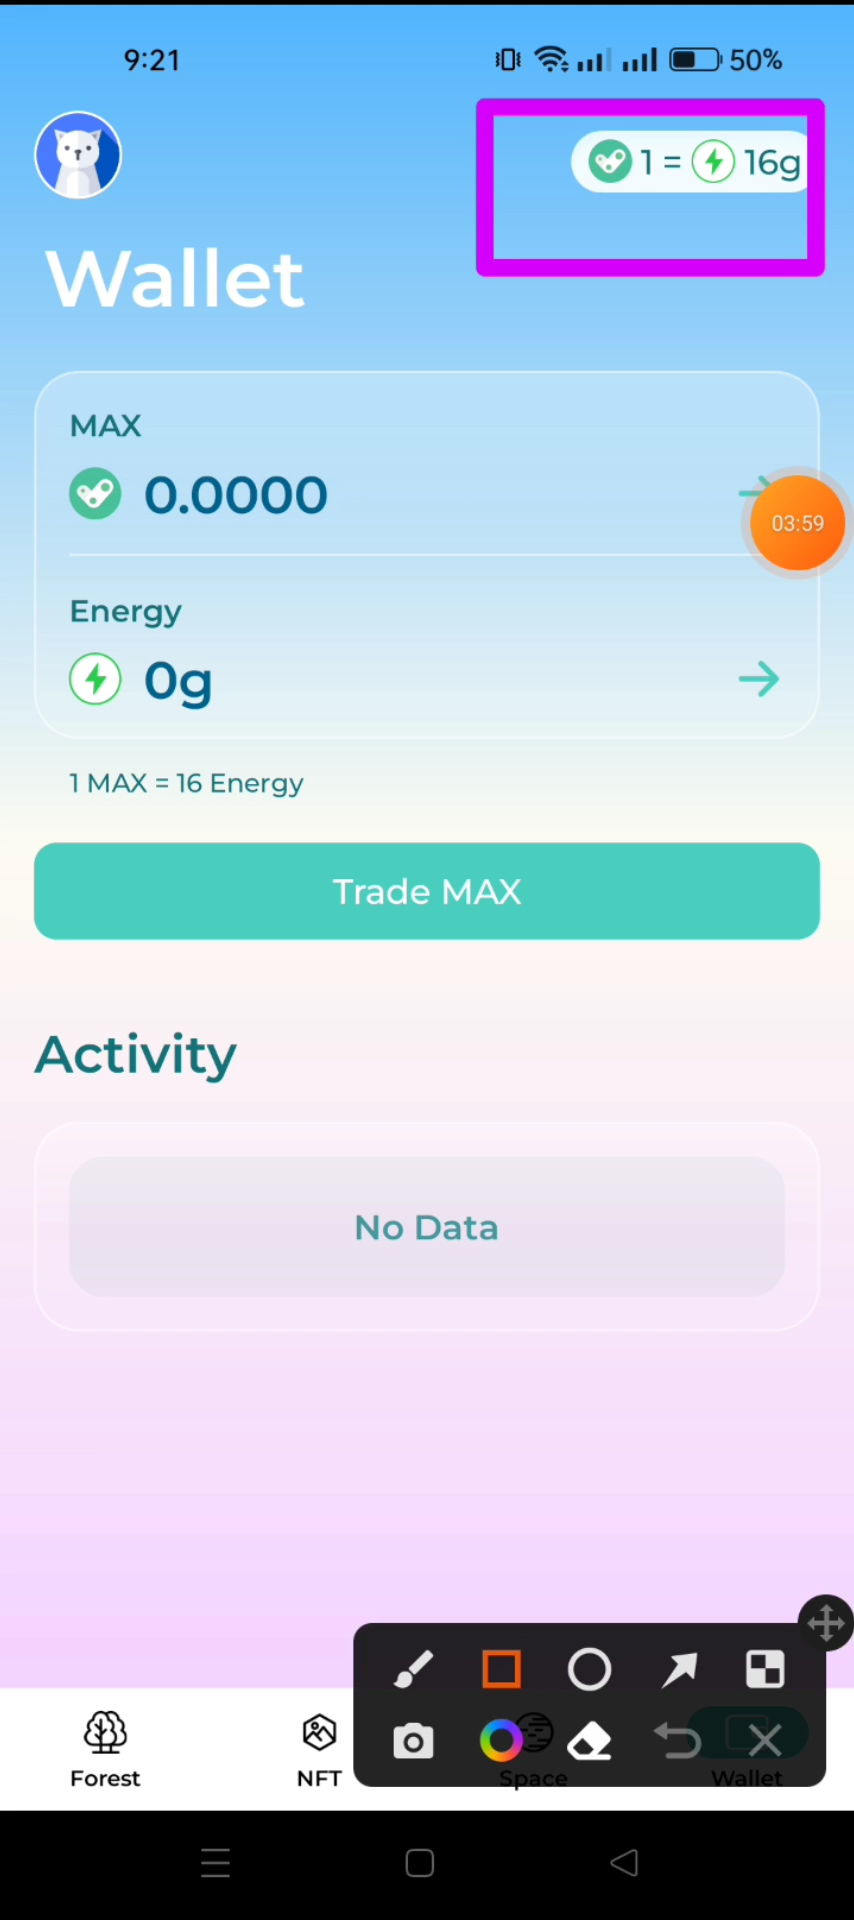 9:21
50%
1 = 16g
Wallet
MAX
0.0000
03:59
Energy
0g
1 MAX = 16 Energy
Trade MAX
Activity
No Data
Forest
NFT
Space
Wallet